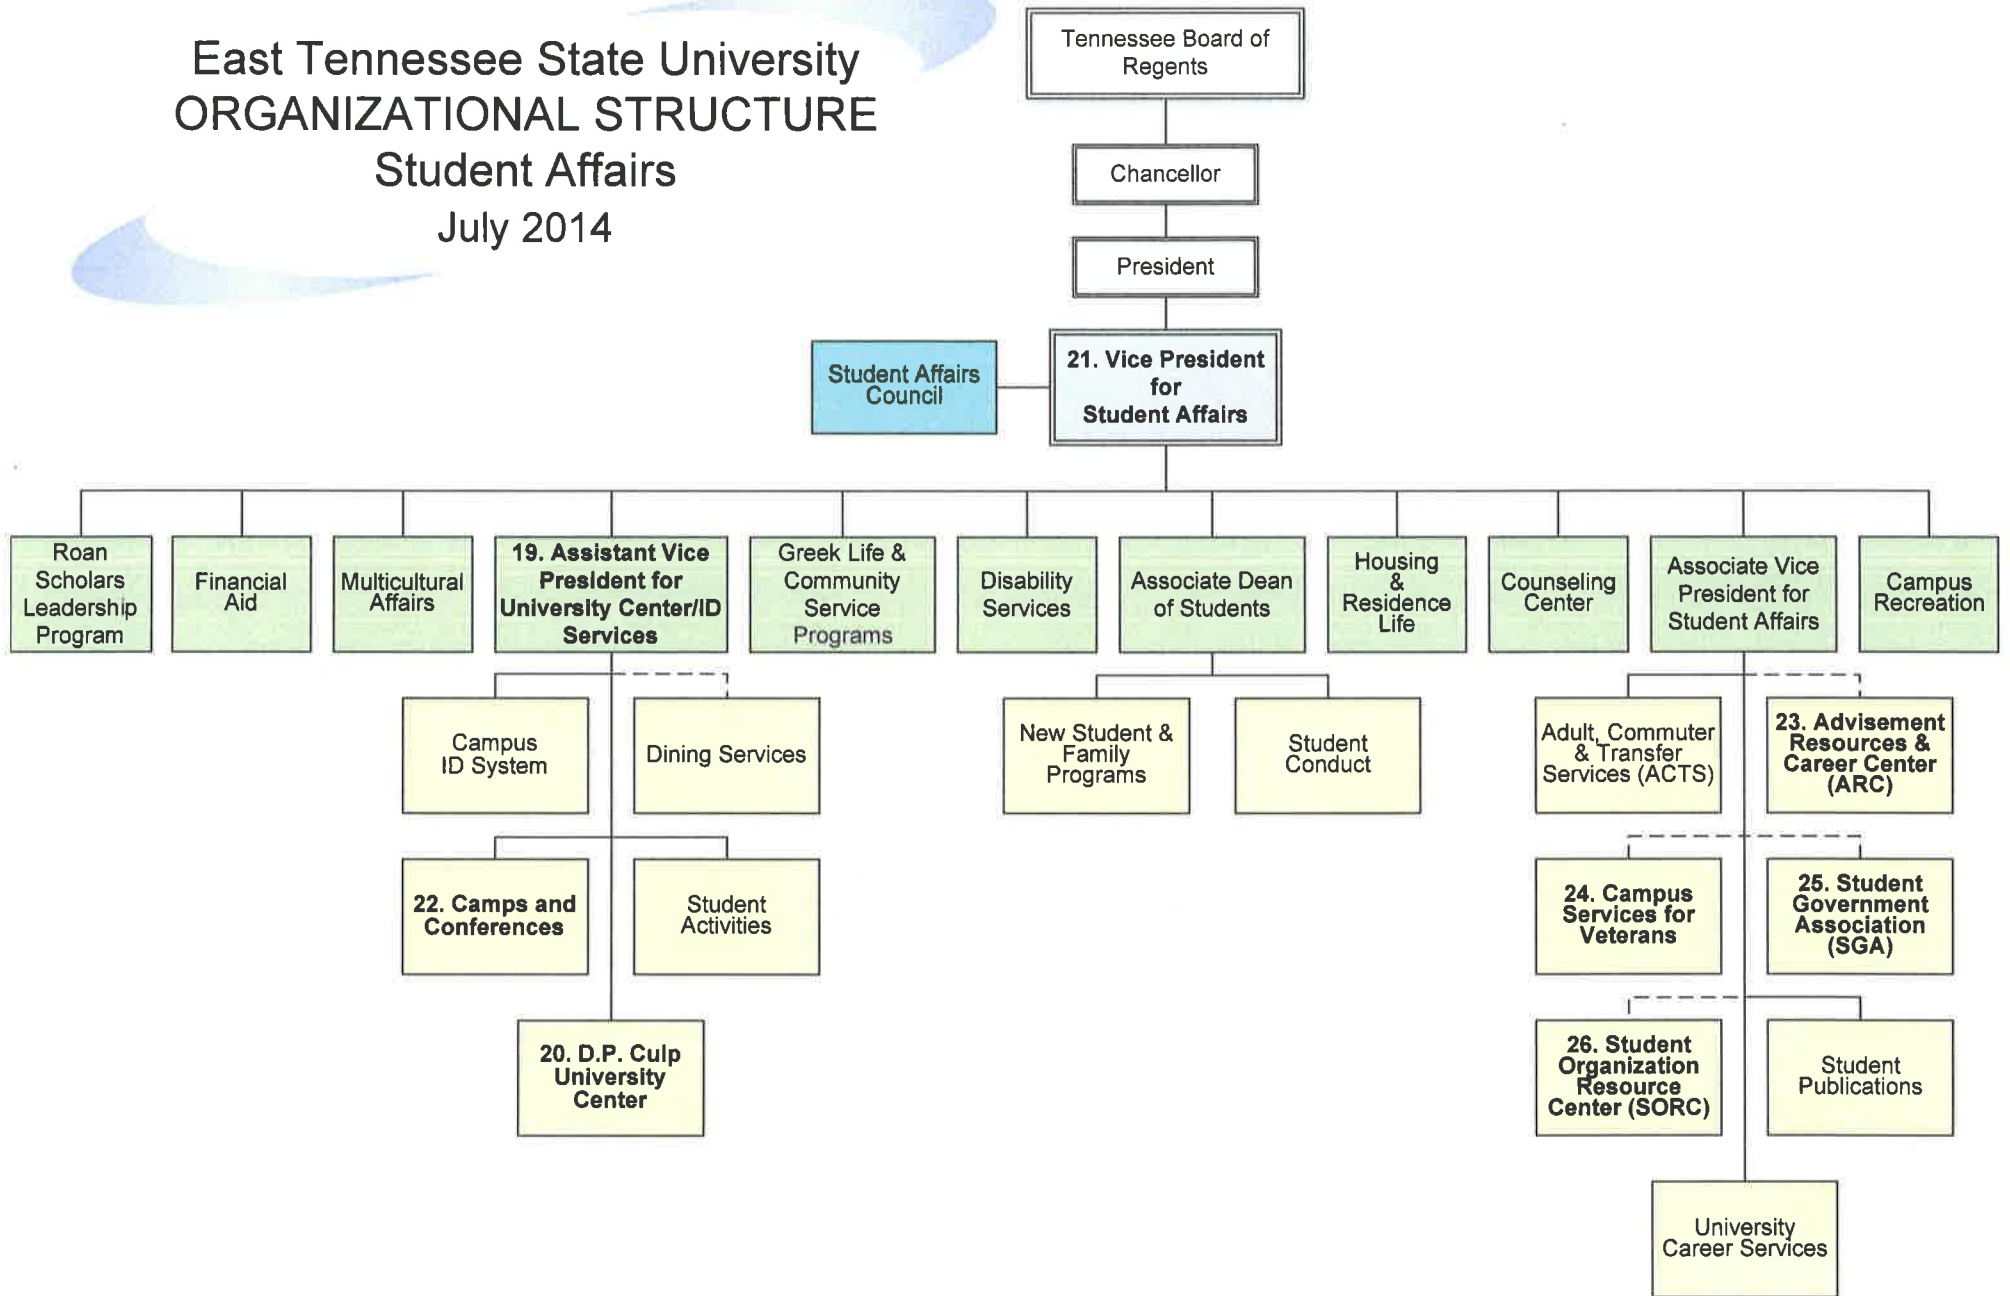 East Tennessee State University
ORGANIZATIONAL STRUCTURE
Student Affairs
July 2014
Tennessee Board of
Regents
Chancellor
President
Student Affairs
Council
21. Vice President
for
Student Affairs
Roan
Scholars
Leadership
Program
Financial
Aid
Multicultural
Affairs
19. Assistant Vice
President for
University Center/ID
Services
Greek Life &
Community
Service
Programs
Disability
Services
Associate Dean
of Students
Housing
&
Residence
Life
Counseling
Center
Associate Vice
President for
Student Affairs
Campus
Recreation
Campus
ID System
Dining Services
New Student &
Family
Programs
Student
Conduct
Adult, Commuter
& Transfer
Services (ACTS)
23. Advisement
Resources &
Career Center
(ARC)
22. Camps and
Conferences
Student
Activities
24. Campus
Services for
Veterans
25. Student
Government
Association
(SGA)
20. D.P. Culp
University
Center
26. Student
Organization
Resource
Center (SORC)
Student
Publications
University
Career Services